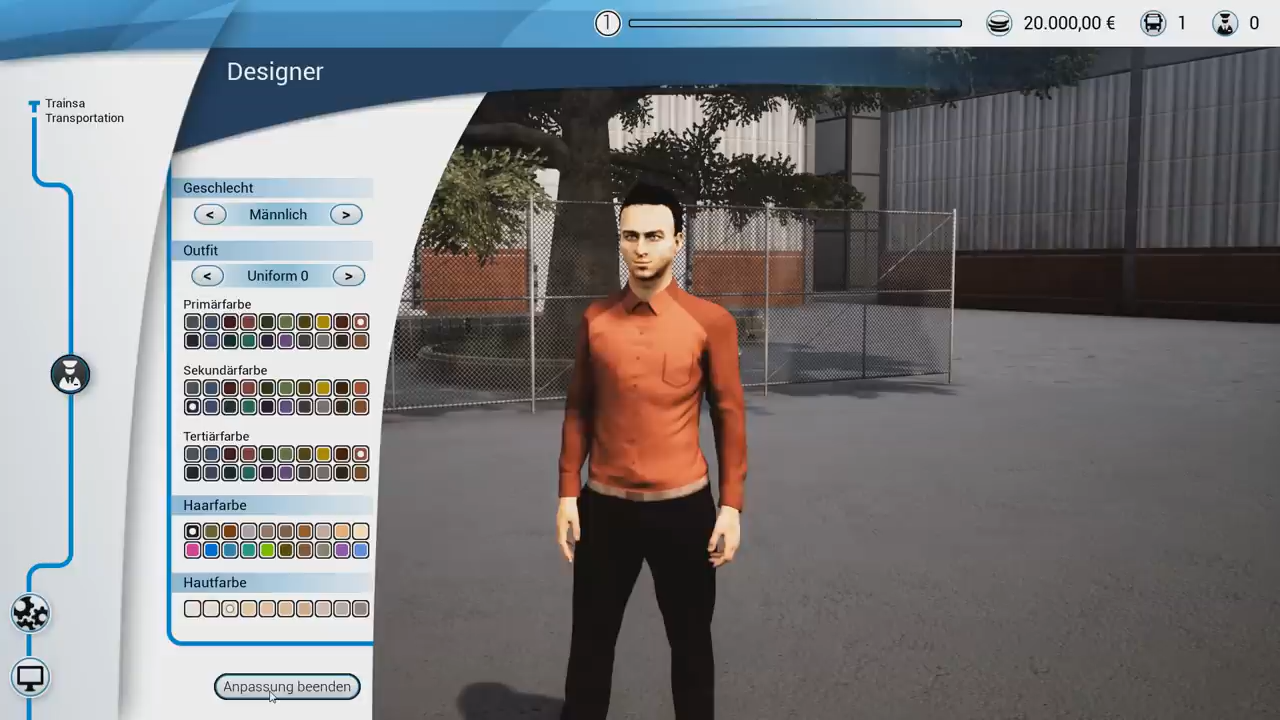 1
20.000,00 €
1
0
Designer
Trainsa
Transportation
Geschlecht
< Männlich >
Outfit
< Uniform 0 >
Primärfarbe
Sekundärfarbe
Tertiärfarbe
Haarfarbe
Hautfarbe
Anpassung beenden